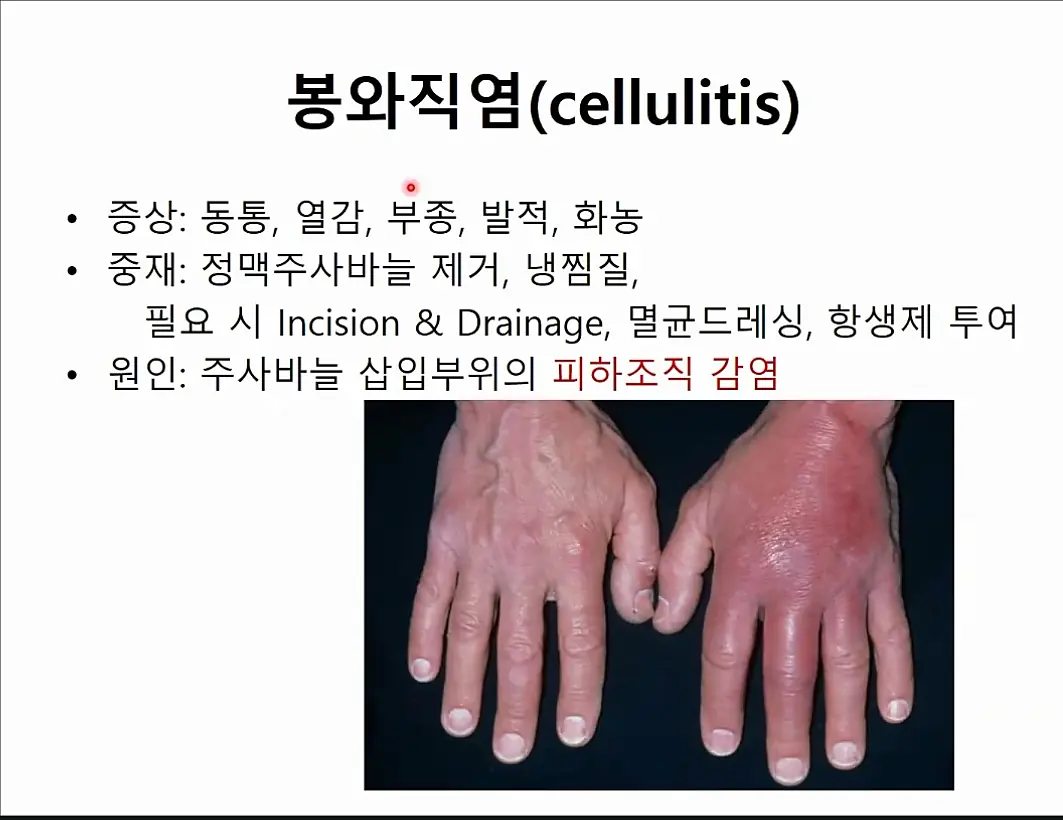 봉와직염(cellulitis)
• 증상: 동통, 열감, 부종, 발적, 화농
• 중재: 정맥주사바늘 제거, 냉찜질,
필요 시 Incision & Drainage, 멸균드레싱, 항생제 투여
• 원인: 주사바늘 삽입부위의 피하조직 감염